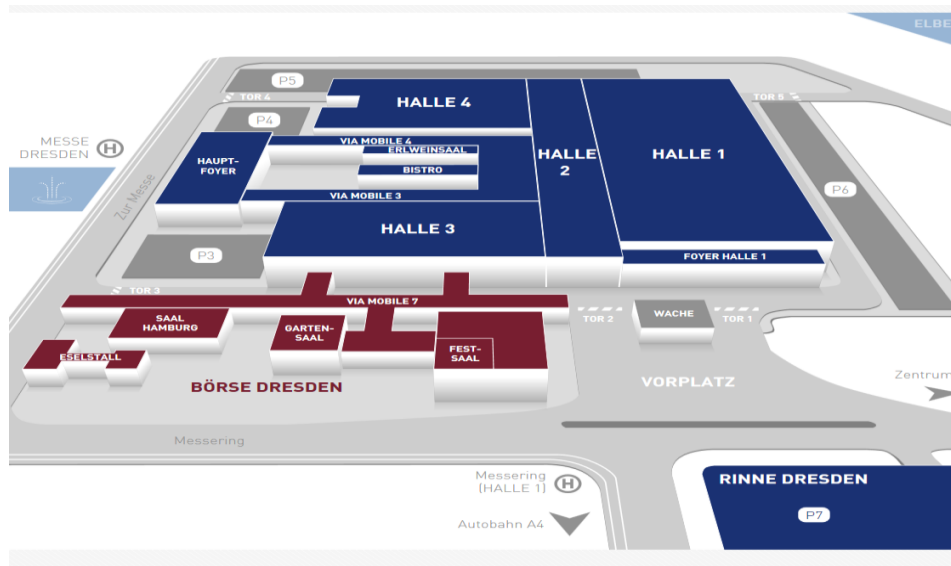 ELBE
P5
TOR 4
TOR 5
HALLE 4
P4
MESSE
DRESDEN H
VIA MOBILE 4
ERLWEINSAAL
HALLE
2
HALLE 1
HAUPT-
FOYER
BISTRO
P6
Zur Messe
VIA MOBILE 3
HALLE 3
P3
FOYER HALLE 1
TOR 3
VIA MOBILE 7
SAAL
HAMBURG
GARTEN-
SAAL
WACHE
TOR 2
TOR 1
ESELSTALL
FEST-
SAAL
BÖRSE DRESDEN
VORPLATZ
Zentrum
Messering
Messering
(HALLE 1) H
Autobahn A4
RINNE DRESDEN
P7